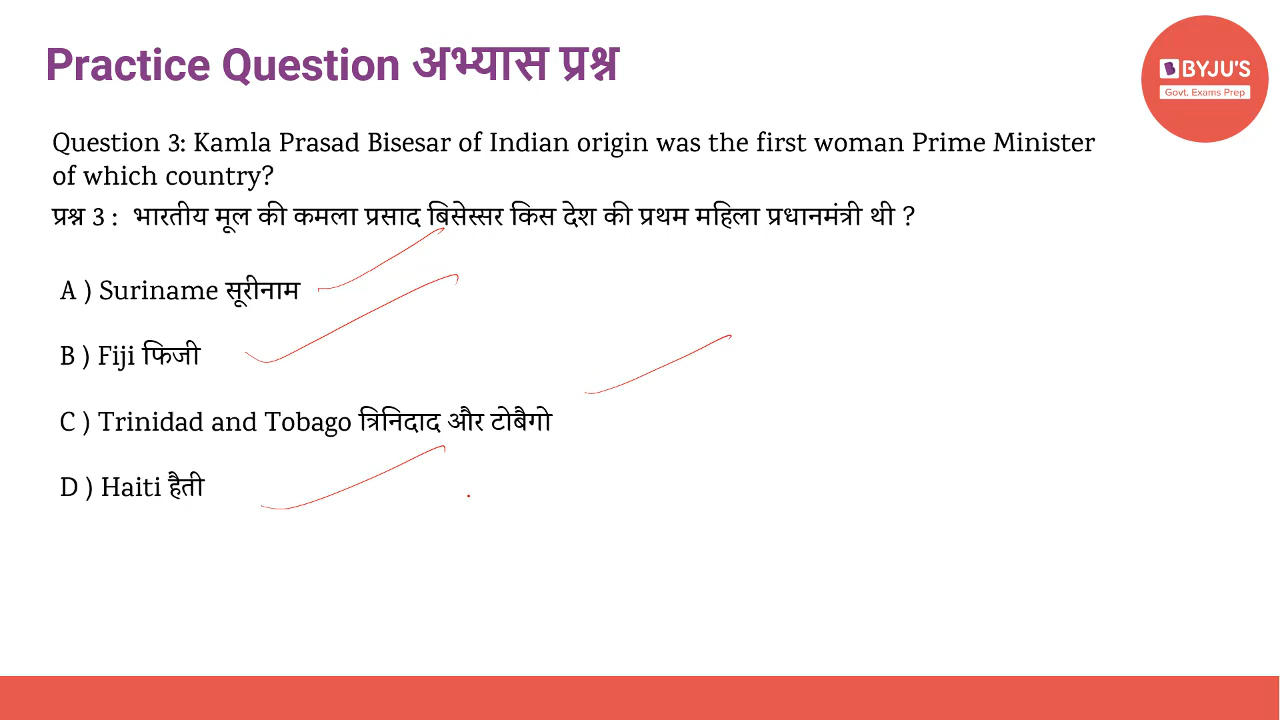 Practice Question अभ्यास प्रश्न
BYJU'S
Govt. Exams Prep
Question 3: Kamla Prasad Bisesar of Indian origin was the first woman Prime Minister
of which country?
प्रश्न 3 : भारतीय मूल की कमला प्रसाद बिसेस्सर किस देश की प्रथम महिला प्रधानमंत्री थी ?
A ) Suriname सूरीनाम
B ) Fiji फिजी
C ) Trinidad and Tobago त्रिनिदाद और टोबैगो
D ) Haiti हैती